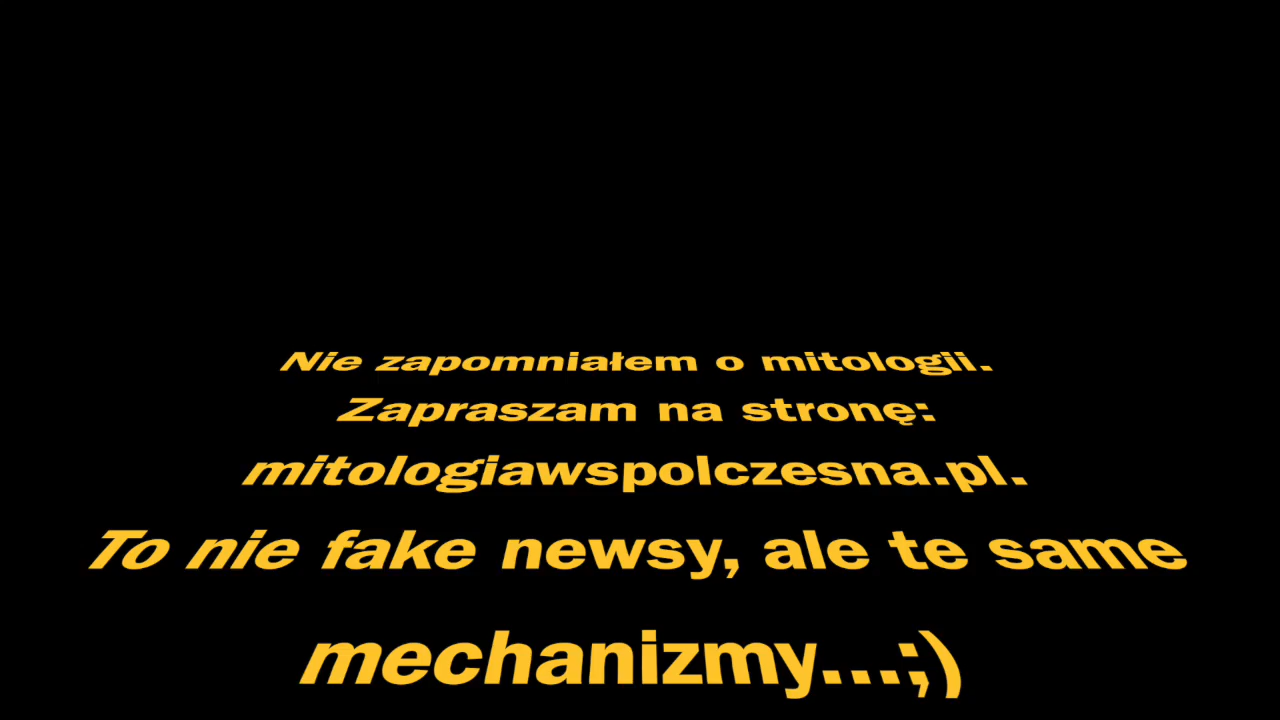 Nie zapomniałem o mitologii.
Zapraszam na stronę:
mitologiawspolczesna.pl.
To nie fake newsy, ale te same
mechanizmy...;)